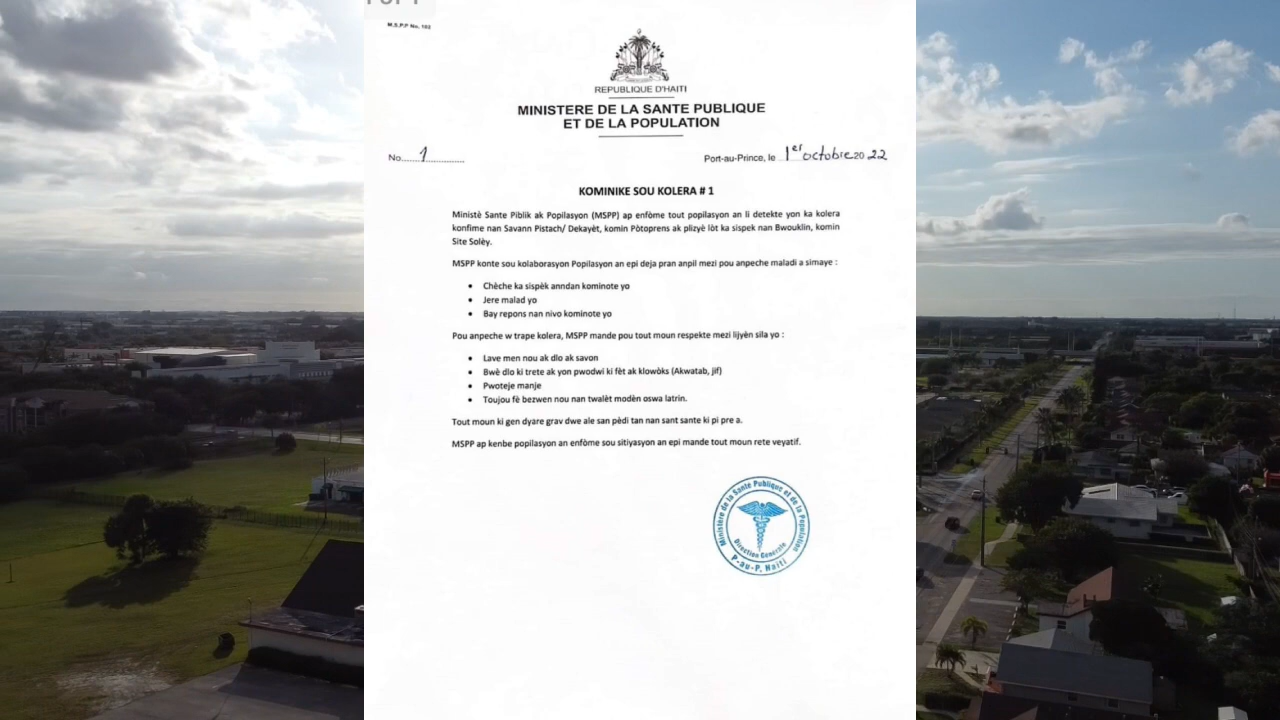 M.S.P.P No. 102
REPUBLIQUE D'HAITI
MINISTERE DE LA SANTE PUBLIQUE
ET DE LA POPULATION
No.......1............
Port-au-Prince, le 1er octobre 2022
KOMINIKE SOU KOLERA # 1
Ministè Sante Piblik ak Popilasyon (MSPP) ap enfòme tout popilasyon an li detekte yon ka kolera
konfime nan Savann Pistach/ Dekayèt, komin Pòtoprens ak plizyè lòt ka sispek nan Bwouklin, komin
Site Solèy.
MSPP konte sou kolaborasyon Popilasyon an epi deja pran anpil mezi pou anpeche maladi a simaye :
• Chèche ka sispèk anndan kominote yo
• Jere malad yo
• Bay repons nan nivo kominote yo
Pou anpeche w trape kolera, MSPP mande pou tout moun respekte mezi lijyèn sila yo :
• Lave men nou ak dlo ak savon
• Bwè dlo ki trete ak yon pwodwi ki fèt ak klowòks (Akwatab, jif)
• Pwoteje manje
• Toujou fè bezwen nou nan twalèt modèn oswa latrin.
Tout moun ki gen dyare grav dwe ale san pèdi tan nan sant sante ki pi pre a.
MSPP ap kenbe popilasyon an enfòme sou sitiyasyon an epi mande tout moun rete veyatif.
Ministère de la Santé Publique et de la Population
Direction Générale
P-au-P, Haïti